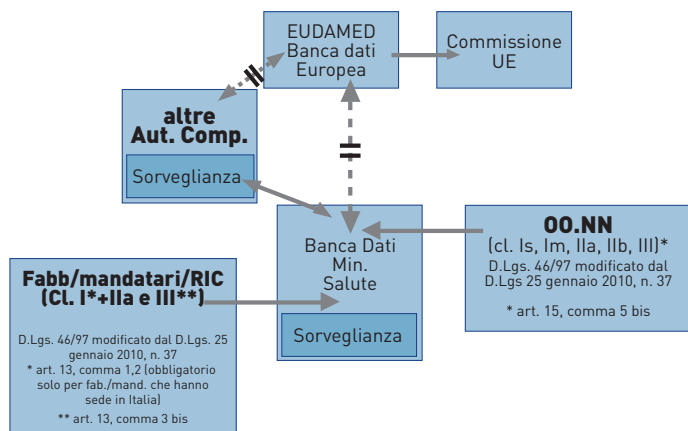 EUDAMED
Banca dati
Europea
Commissione
UE
altre
Aut. Comp.
Sorveglianza
Banca Dati
Min.
Salute
Sorveglianza
OO.NN
(cl. Is, Im, IIa, IIb, III)*
D.Lgs. 46/97 modificato dal
D.Lgs 25 gennaio 2010, n. 37
* art. 15, comma 5 bis
Fabb/mandatari/RIC
(Cl. I*+IIa e III**)
D.Lgs. 46/97 modificato dal D.Lgs. 25
gennaio 2010, n. 37
* art. 13, comma 1,2 (obbligatorio
solo per fab./mand. che hanno
sede in Italia)
** art. 13, comma 3 bis